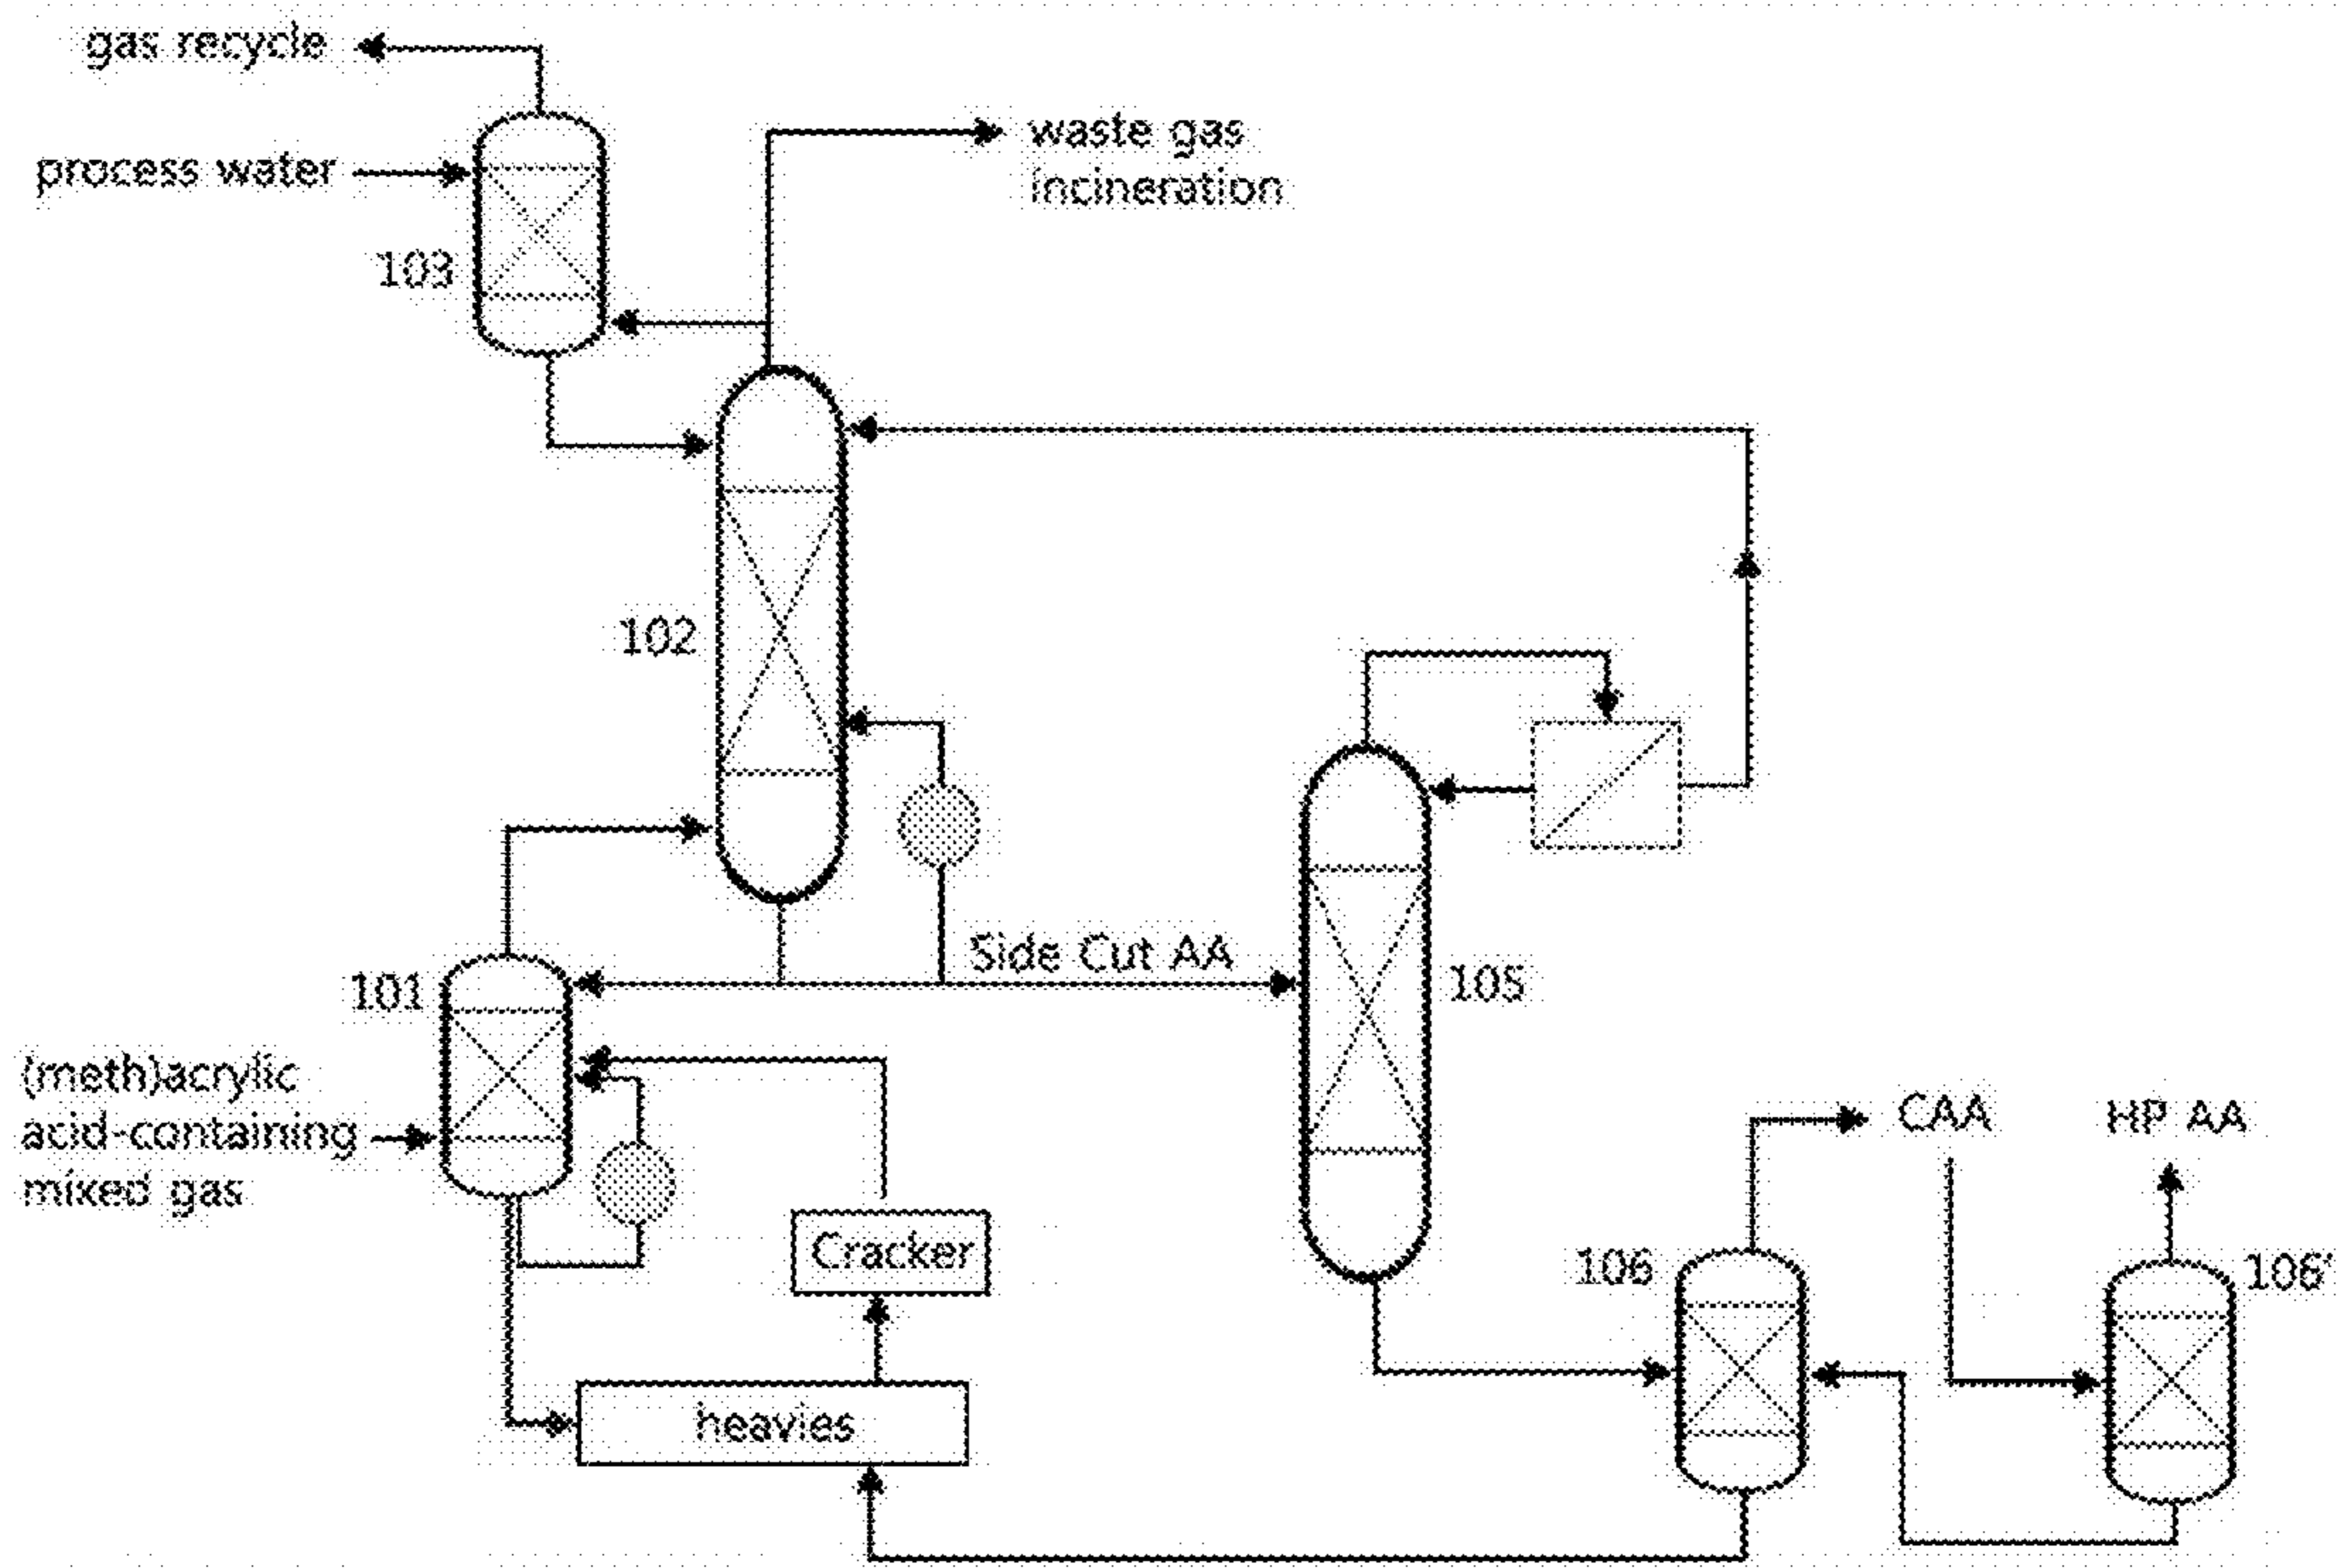 gas recycle
process water
waste gas
incineration
103
102
Side Cut AA
101
105
(meth)acrylic
acid-containing
mixed gas
CAA
HP AA
Cracker
106
106'
heavies